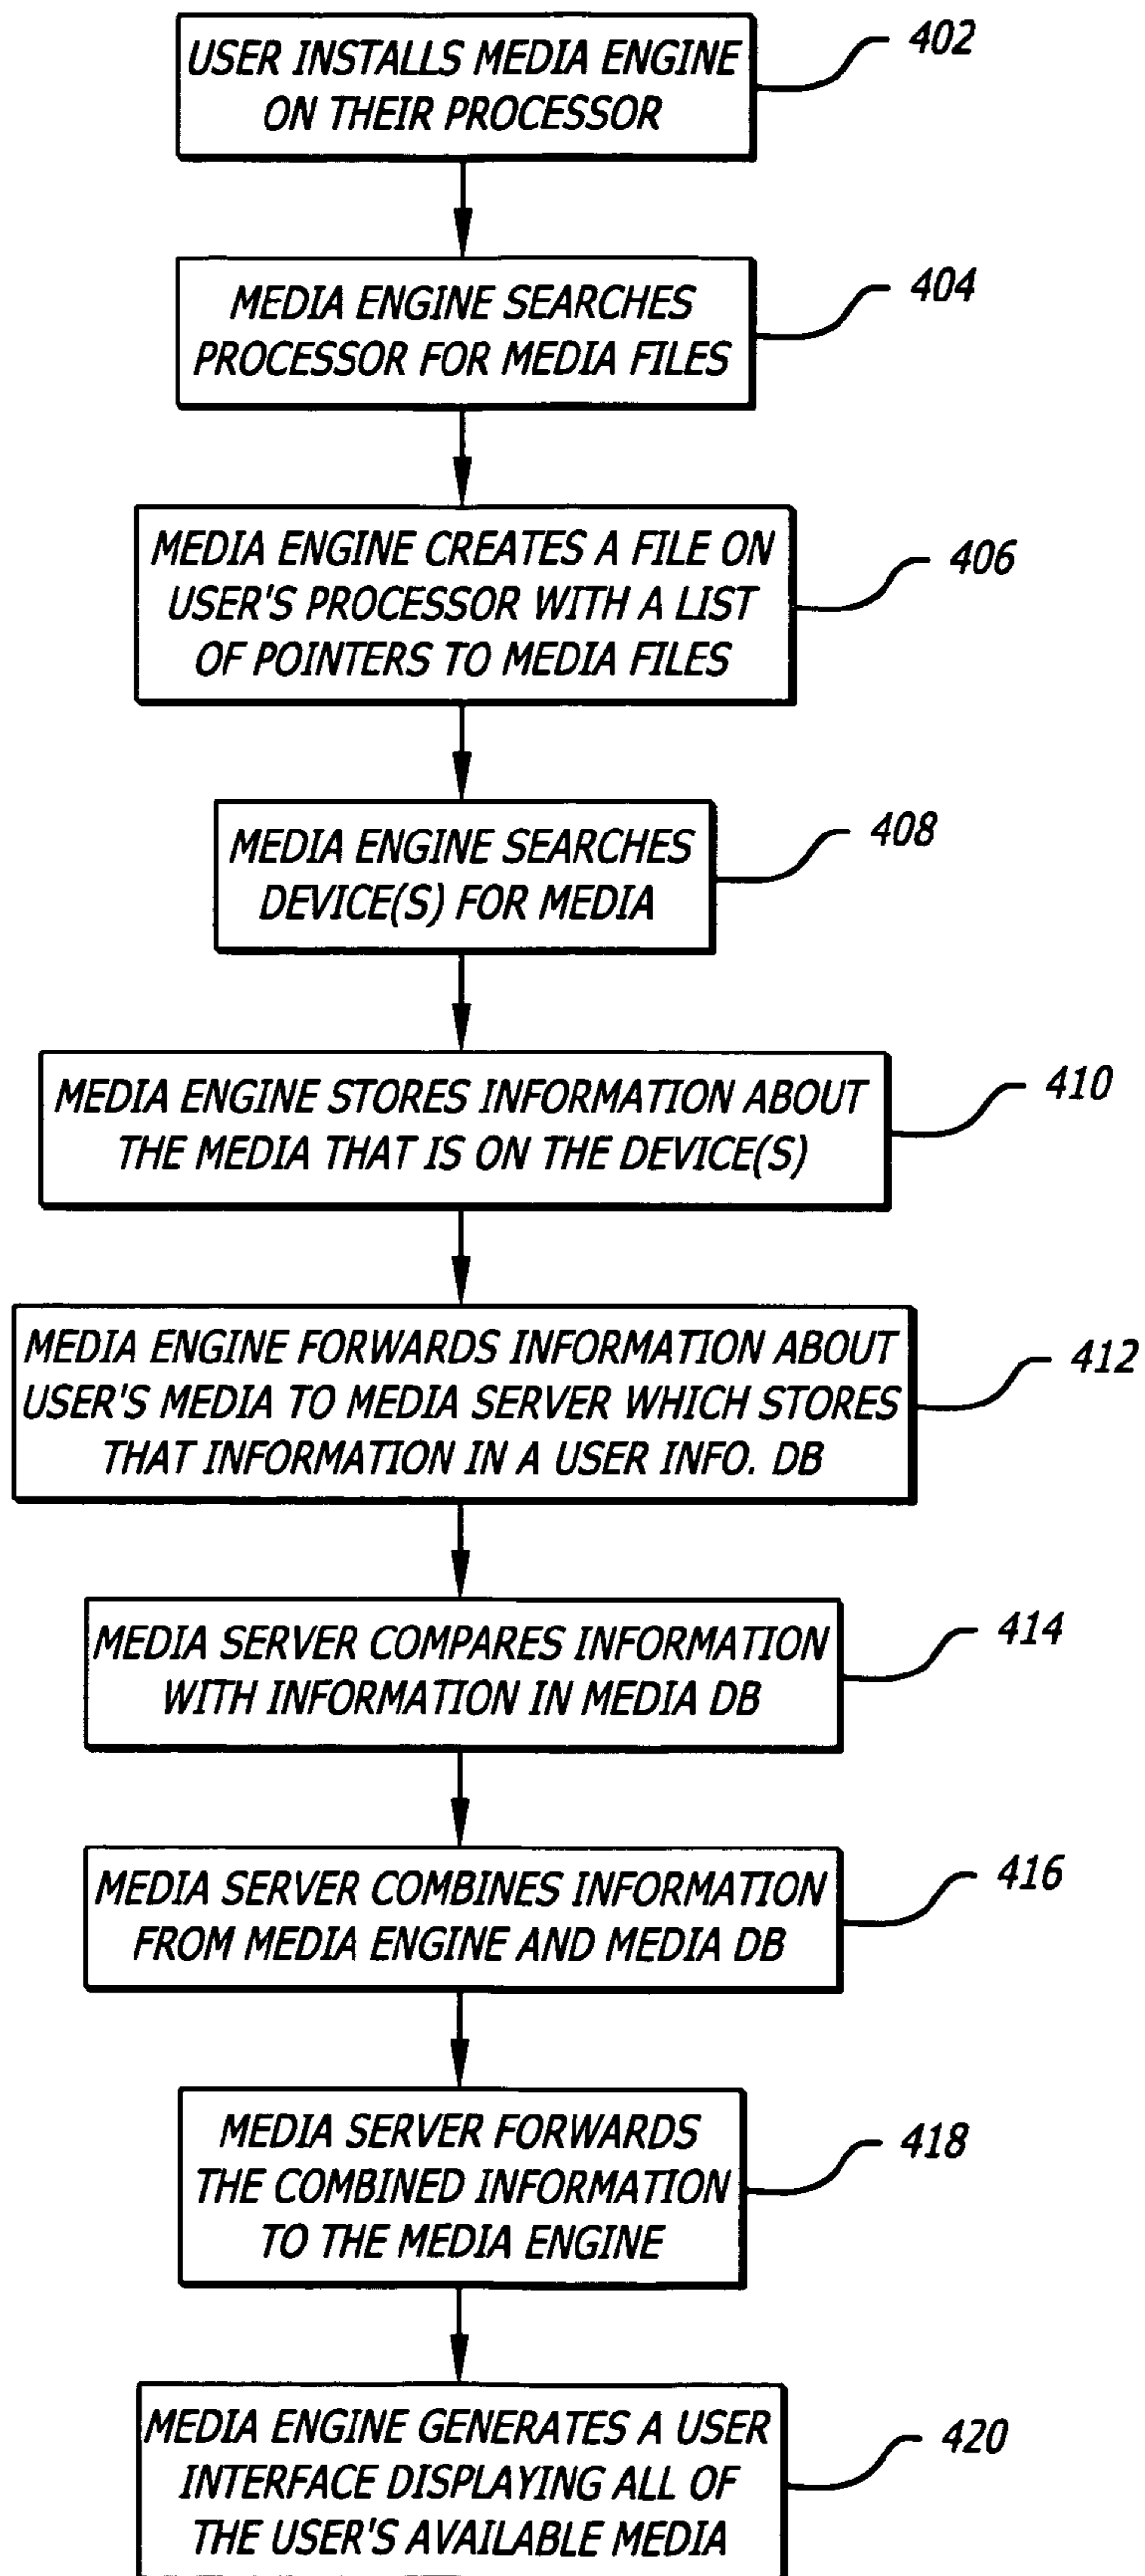 USER INSTALLS MEDIA ENGINE
ON THEIR PROCESSOR
402
MEDIA ENGINE SEARCHES
PROCESSOR FOR MEDIA FILES
404
MEDIA ENGINE CREATES A FILE ON
USER'S PROCESSOR WITH A LIST
OF POINTERS TO MEDIA FILES
406
MEDIA ENGINE SEARCHES
DEVICE(S) FOR MEDIA
408
MEDIA ENGINE STORES INFORMATION ABOUT
THE MEDIA THAT IS ON THE DEVICE(S)
410
MEDIA ENGINE FORWARDS INFORMATION ABOUT
USER'S MEDIA TO MEDIA SERVER WHICH STORES
THAT INFORMATION IN A USER INFO. DB
412
MEDIA SERVER COMPARES INFORMATION
WITH INFORMATION IN MEDIA DB
414
MEDIA SERVER COMBINES INFORMATION
FROM MEDIA ENGINE AND MEDIA DB
416
MEDIA SERVER FORWARDS
THE COMBINED INFORMATION
TO THE MEDIA ENGINE
418
MEDIA ENGINE GENERATES A USER
INTERFACE DISPLAYING ALL OF
THE USER'S AVAILABLE MEDIA
420